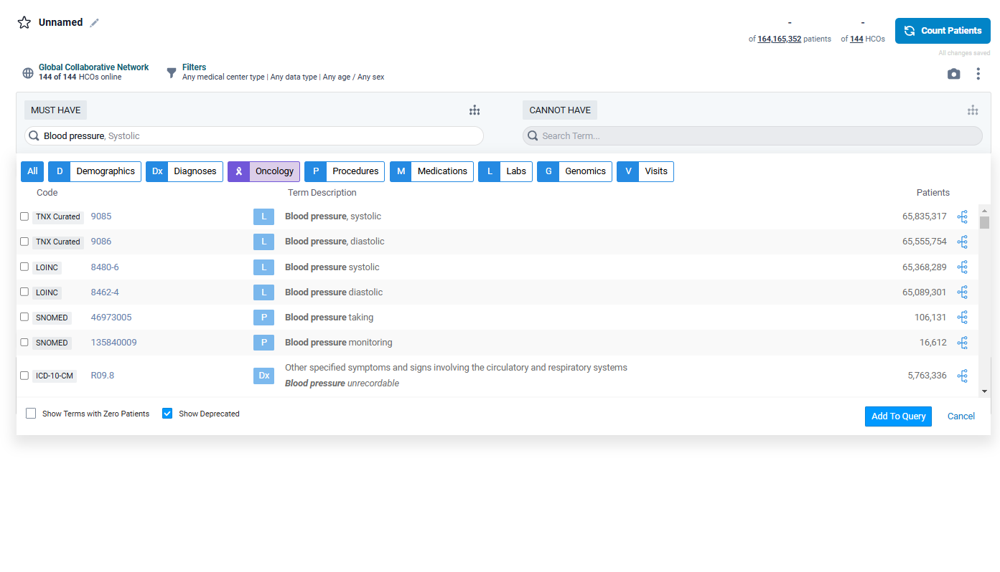 Unnamed
- -
of 164,165,352 patients of 144 HCOs
Count Patients
All changes saved
Global Collaborative Network
144 of 144 HCOs online
Filters
Any medical center type | Any data type | Any age / Any sex
MUST HAVE
CANNOT HAVE
Blood pressure, Systolic
Search Term...
All D Demographics Dx Diagnoses Oncology P Procedures M Medications L Labs G Genomics V Visits
Code Term Description Patients
TNX Curated 9085 L Blood pressure, systolic 65,835,317
TNX Curated 9086 L Blood pressure, diastolic 65,555,754
LOINC 8480-6 L Blood pressure systolic 65,368,289
LOINC 8462-4 L Blood pressure diastolic 65,089,301
SNOMED 46973005 P Blood pressure taking 106,131
SNOMED 135840009 P Blood pressure monitoring 16,612
ICD-10-CM R09.8 Dx Other specified symptoms and signs involving the circulatory and respiratory systems 5,763,336
Blood pressure unrecordable
Show Terms with Zero Patients Show Deprecated
Add To Query Cancel